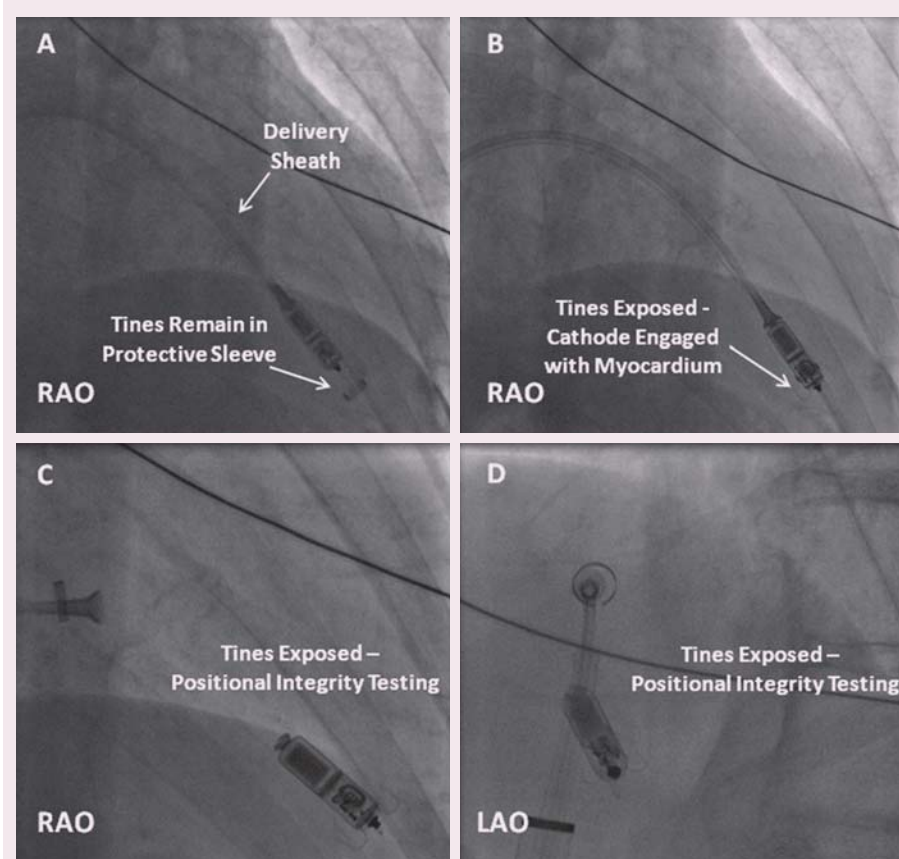 A
Delivery
Sheath
Tines Remain in
Protective Sleeve
RAO
B
Tines Exposed -
Cathode Engaged
with Myocardium
RAO
C
Tines Exposed –
Positional Integrity Testing
RAO
D
Tines Exposed –
Positional Integrity Testing
LAO